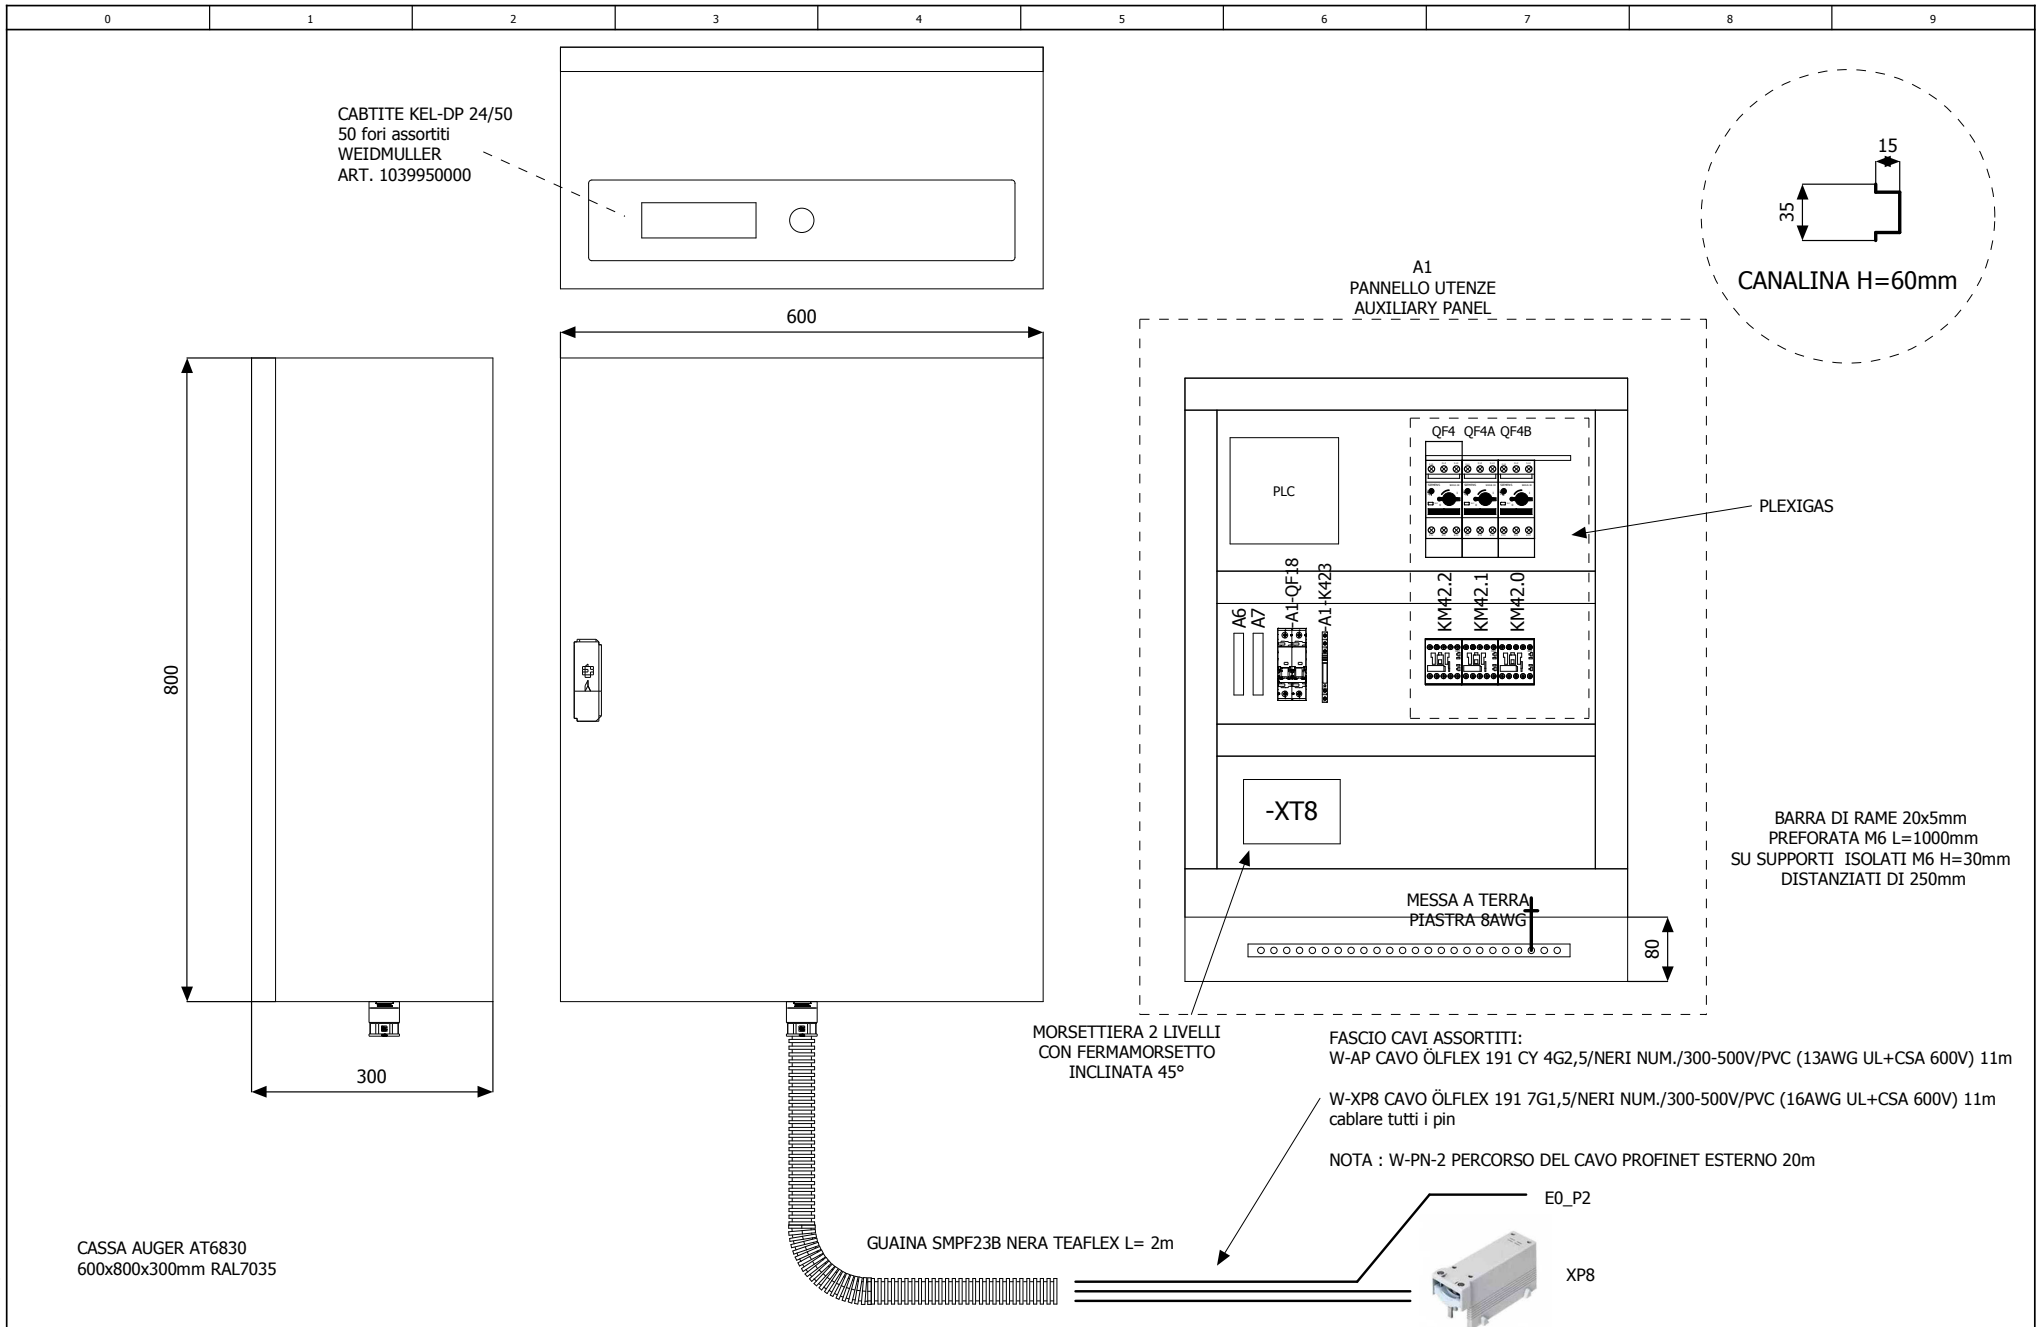 0 1 2 3 4 5 6 7 8 9
CABTITE KEL-DP 24/50
50 fori assortiti
WEIDMULLER
ART. 1039950000
15
35
CANALINA H=60mm
A1
PANNELLO UTENZE
AUXILIARY PANEL
600
800
300
QF4 QF4A QF4B
PLC
PLEXIGAS
A6
A7
-A1-QF18
-A1-K423
KM42.2
KM42.1
KM42.0
-XT8
BARRA DI RAME 20x5mm
PREFORATA M6 L=1000mm
SU SUPPORTI ISOLATI M6 H=30mm
DISTANZIATI DI 250mm
MESSA A TERRA
PIASTRA 8AWG
80
MORSETTIERA 2 LIVELLI
CON FERMAMORSETTO
INCLINATA 45°
FASCIO CAVI ASSORTITI:
W-AP CAVO ÖLFLEX 191 CY 4G2,5/NERI NUM./300-500V/PVC (13AWG UL+CSA 600V) 11m
W-XP8 CAVO ÖLFLEX 191 7G1,5/NERI NUM./300-500V/PVC (16AWG UL+CSA 600V) 11m
cablare tutti i pin
NOTA : W-PN-2 PERCORSO DEL CAVO PROFINET ESTERNO 20m
E0_P2
XP8
GUAINA SMPF23B NERA TEAFLEX L= 2m
CASSA AUGER AT6830
600x800x300mm RAL7035